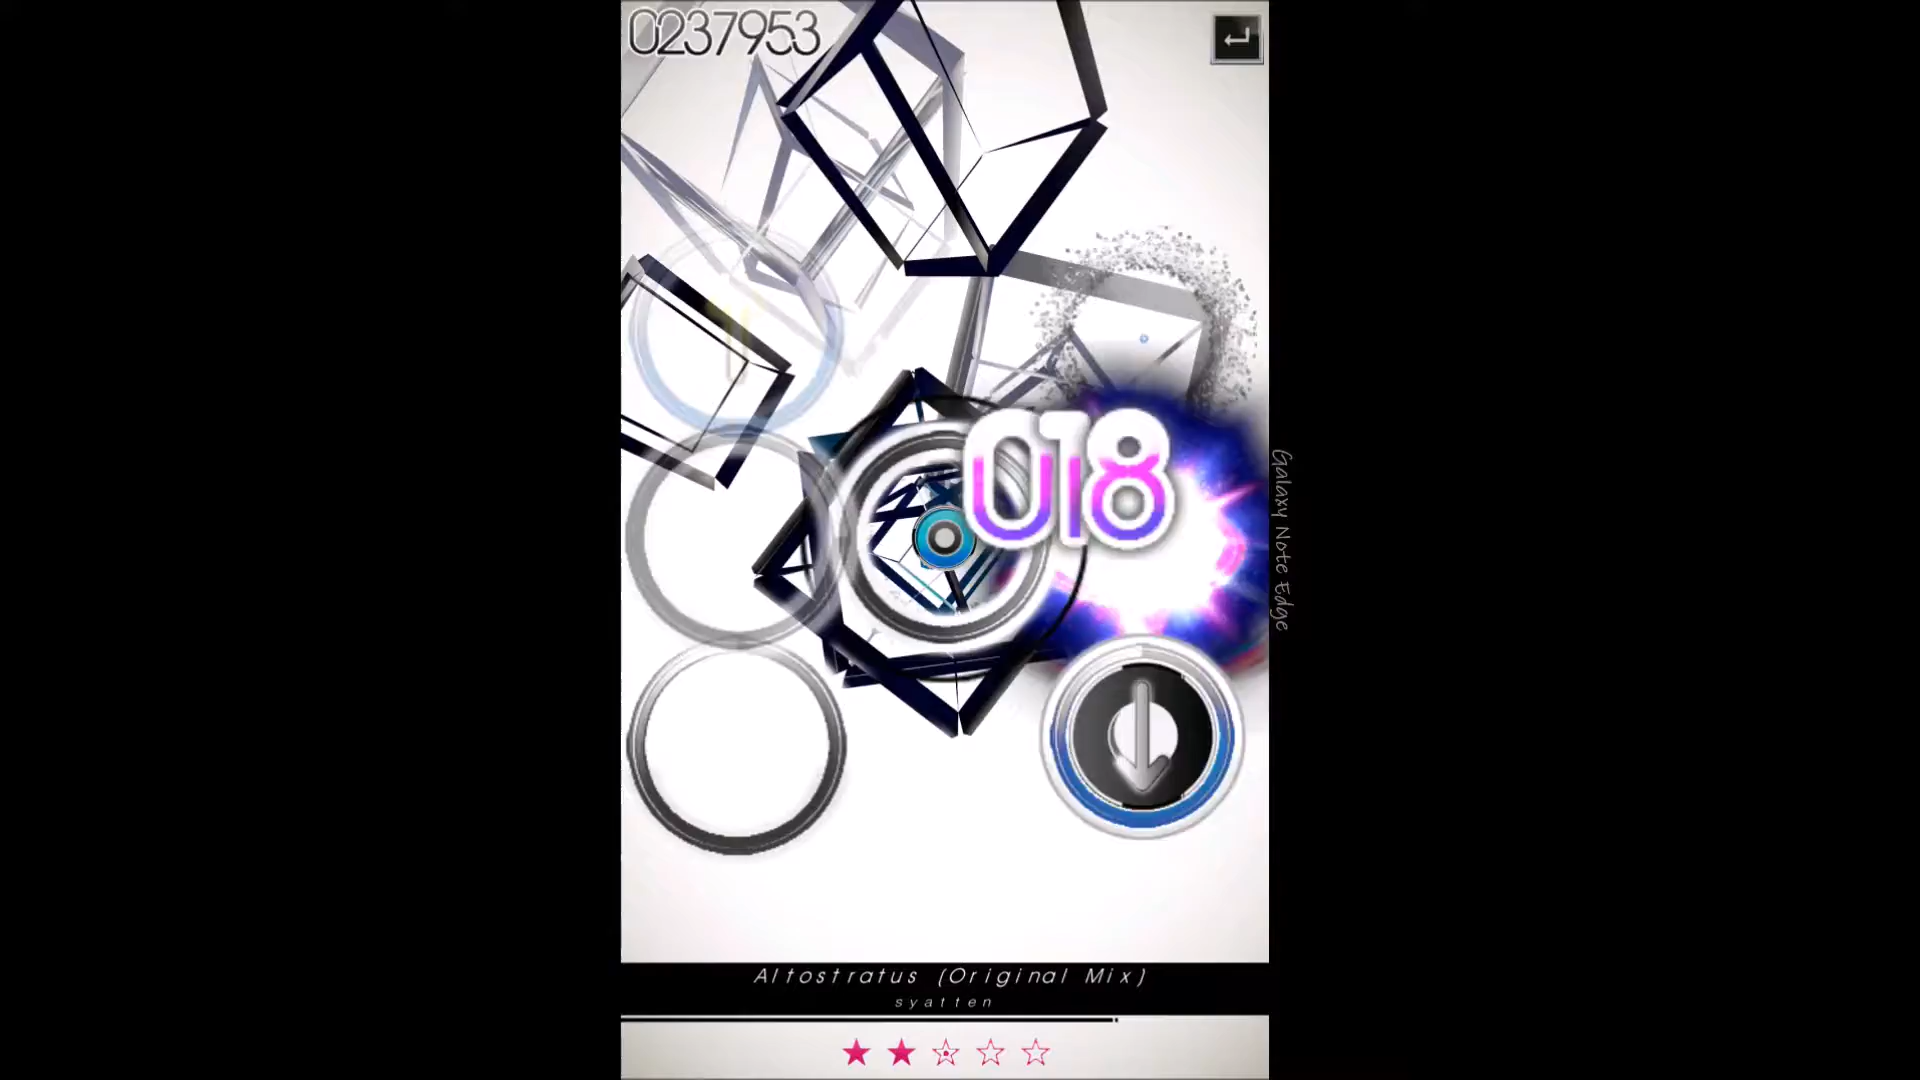 0237953
018
Galaxy Note Edge
Altostratus (Original Mix)
syatten